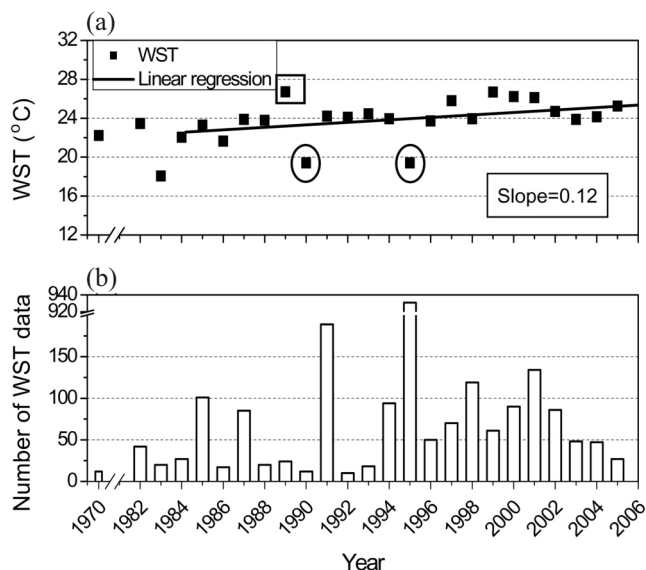 (a)
32
28
24
20
16
12
WST (°C)
WST
Linear regression
Slope=0.12
(b)
940
920
150
100
50
0
Number of WST data
1970 1982 1984 1986 1988 1990 1992 1994 1996 1998 2000 2002 2004 2006
Year